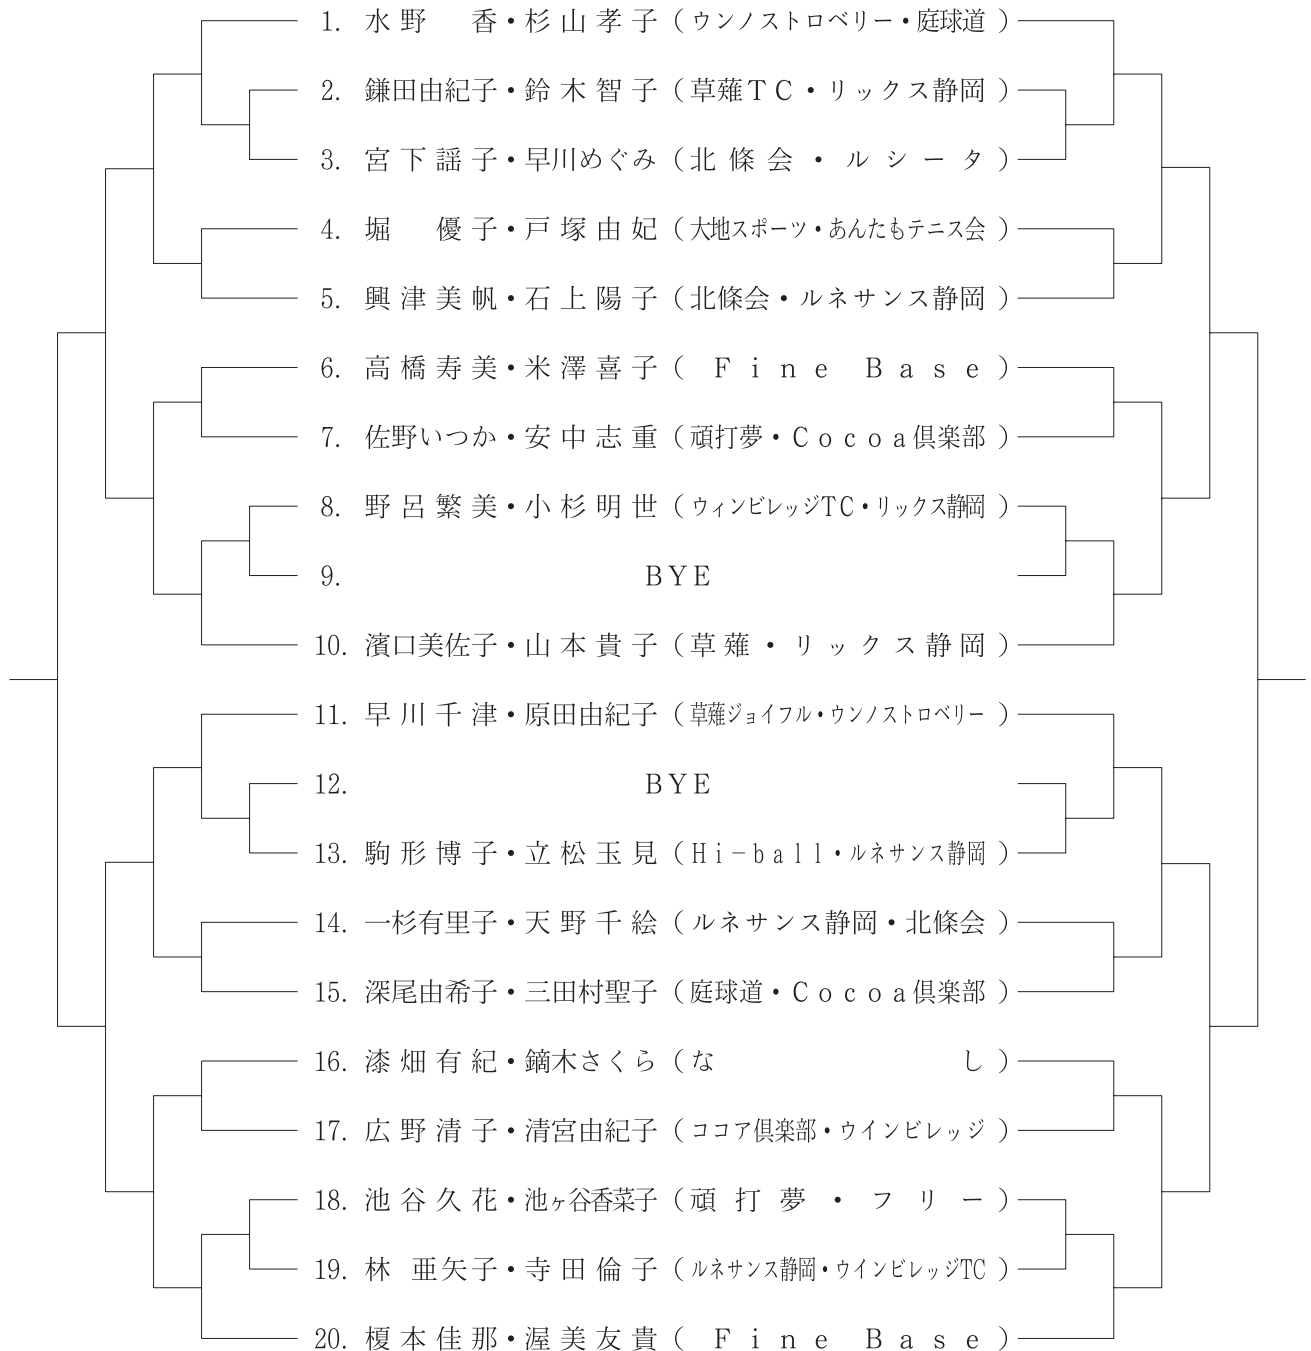 1. 水野 香・杉山孝子（ウンノストロベリー・庭球道）
2. 鎌田由紀子・鈴木智子（草薙ＴＣ・リックス静岡）
3. 宮下謡子・早川めぐみ（北條会・ルシータ）
4. 堀 優子・戸塚由妃（大地スポーツ・あんたもテニス会）
5. 興津美帆・石上陽子（北條会・ルネサンス静岡）
6. 高橋寿美・米澤喜子（Ｆｉｎｅ Ｂａｓｅ）
7. 佐野いつか・安中志重（頑打夢・Ｃｏｃｏａ倶楽部）
8. 野呂繁美・小杉明世（ウィンビレッジTC・リックス静岡）
9. BYE
10. 濱口美佐子・山本貴子（草薙・リックス静岡）
11. 早川千津・原田由紀子（草薙ジョイフル・ウンノストロベリー）
12. BYE
13. 駒形博子・立松玉見（Ｈｉ－ｂａｌｌ・ルネサンス静岡）
14. 一杉有里子・天野千絵（ルネサンス静岡・北條会）
15. 深尾由希子・三田村聖子（庭球道・Ｃｏｃｏａ倶楽部）
16. 漆畑有紀・鏑木さくら（なし）
17. 広野清子・清宮由紀子（ココア倶楽部・ウインビレッジ）
18. 池谷久花・池ヶ谷香菜子（頑打夢・フリー）
19. 林 亜矢子・寺田倫子（ルネサンス静岡・ウインビレッジTC）
20. 榎本佳那・渥美友貴（Ｆｉｎｅ Ｂａｓｅ）